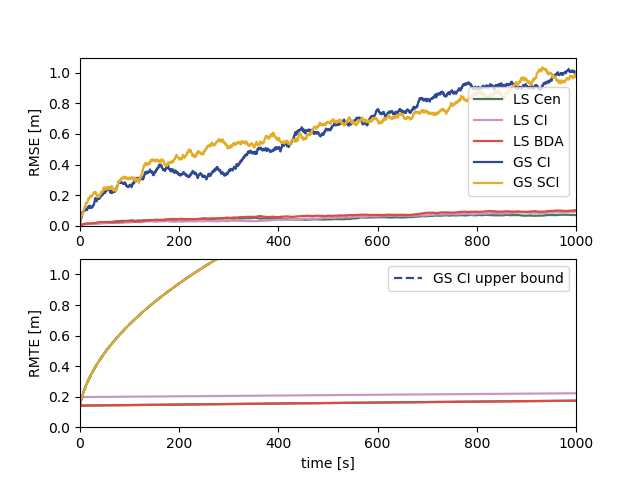 1.0
0.8
0.6
0.4
0.2
0.0
RMSE [m]
LS Cen
LS CI
LS BDA
GS CI
GS SCI
0 200 400 600 800 1000
1.0
0.8
0.6
0.4
0.2
0.0
RMTE [m]
GS CI upper bound
0 200 400 600 800 1000
time [s]